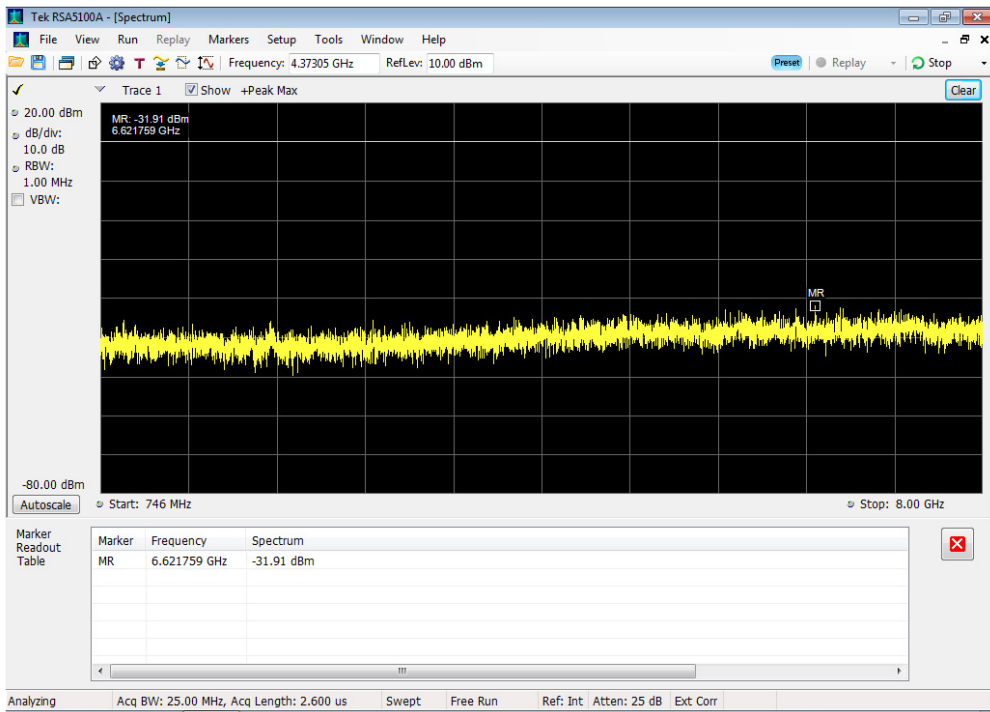 Tek RSA5100A - [Spectrum]
File View Run Replay Markers Setup Tools Window Help
T Frequency: 4.37305 GHz RefLev: 10.00 dBm Preset Replay Stop
Trace 1 Show +Peak Max Clear
20.00 dBm
dB/div:
10.0 dB
RBW:
1.00 MHz
VBW:
MR: -31.91 dBm
6.621759 GHz
MR
-80.00 dBm
Autoscale Start: 746 MHz Stop: 8.00 GHz
Marker
Readout
Table
Marker Frequency Spectrum
MR 6.621759 GHz -31.91 dBm
Analyzing Acq BW: 25.00 MHz, Acq Length: 2.600 us Swept Free Run Ref: Int Atten: 25 dB Ext Corr